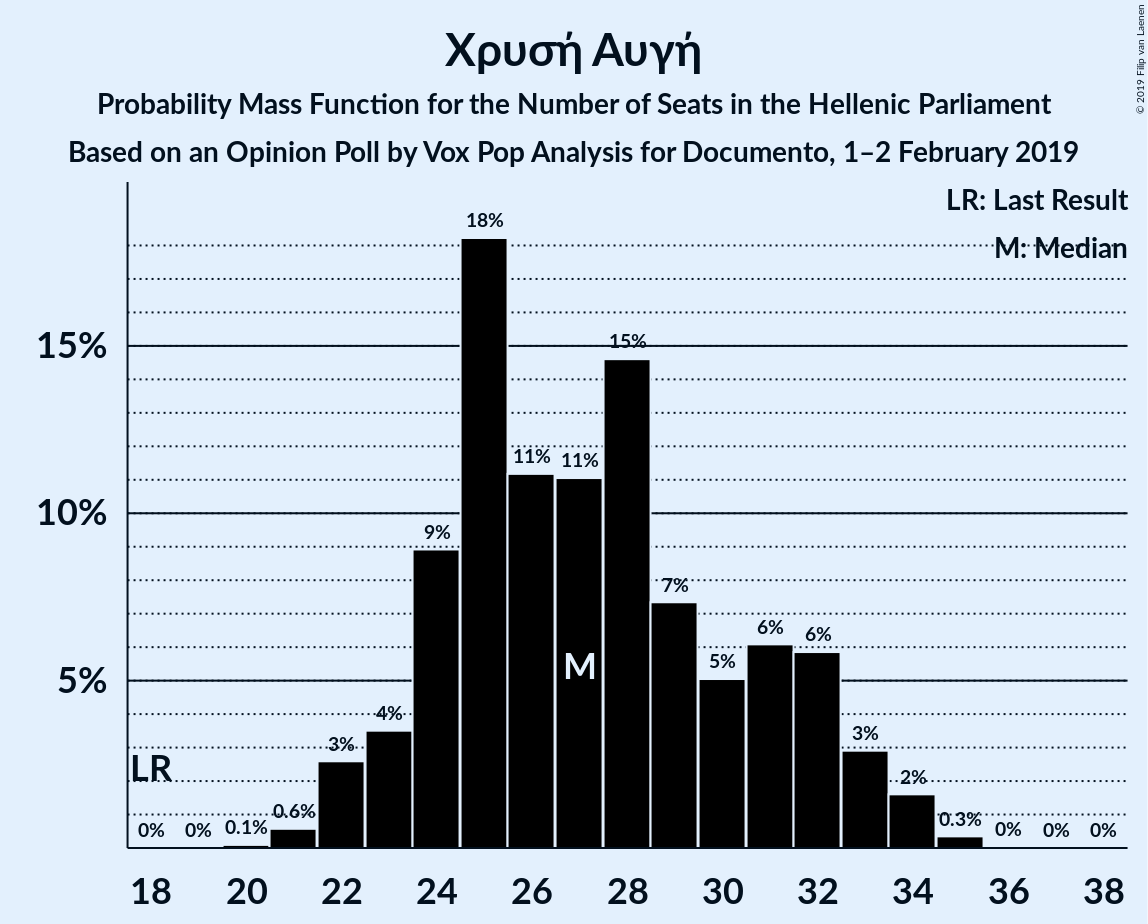 Χρυσή Αυγή
Probability Mass Function for the Number of Seats in the Hellenic Parliament
Based on an Opinion Poll by Vox Pop Analysis for Documento, 1–2 February 2019
© 2019 Filip van Laenen
LR: Last Result
M: Median
15%
10%
5%
LR
M
0% 0% 0.1% 0.6% 3% 4% 9% 18% 11% 11% 15% 7% 5% 6% 6% 3% 2% 0.3% 0% 0% 0%
18 20 22 24 26 28 30 32 34 36 38